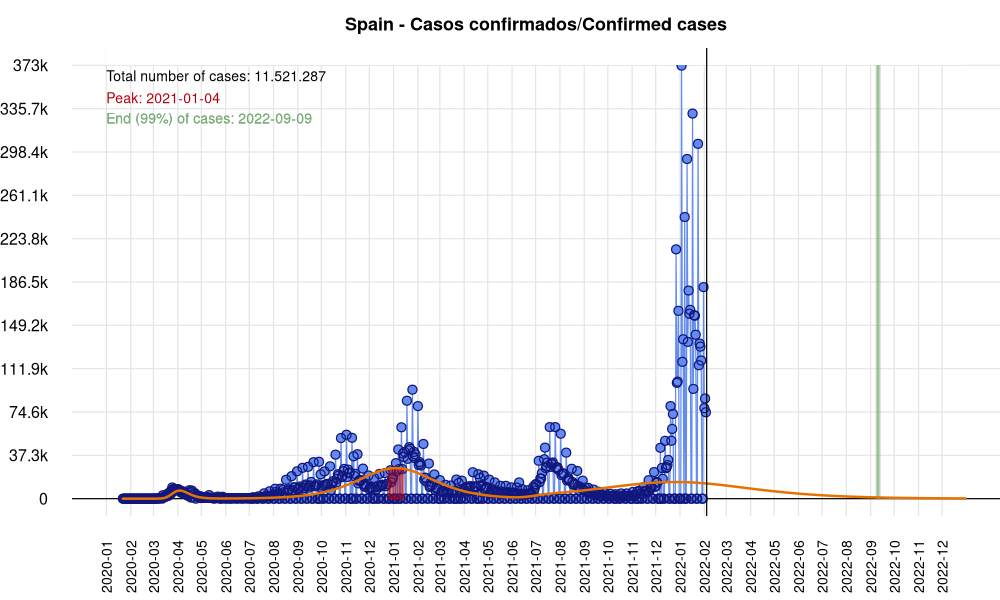 Spain - Casos confirmados/Confirmed cases
373k
335.7k
298.4k
261.1k
223.8k
186.5k
149.2k
111.9k
74.6k
37.3k
0
Total number of cases: 11.521.287
Peak: 2021-01-04
End (99%) of cases: 2022-09-09
2020-01
2020-02
2020-03
2020-04
2020-05
2020-06
2020-07
2020-08
2020-09
2020-10
2020-11
2020-12
2021-01
2021-02
2021-03
2021-04
2021-05
2021-06
2021-07
2021-08
2021-09
2021-10
2021-11
2021-12
2022-01
2022-02
2022-03
2022-04
2022-05
2022-06
2022-07
2022-08
2022-09
2022-10
2022-11
2022-12